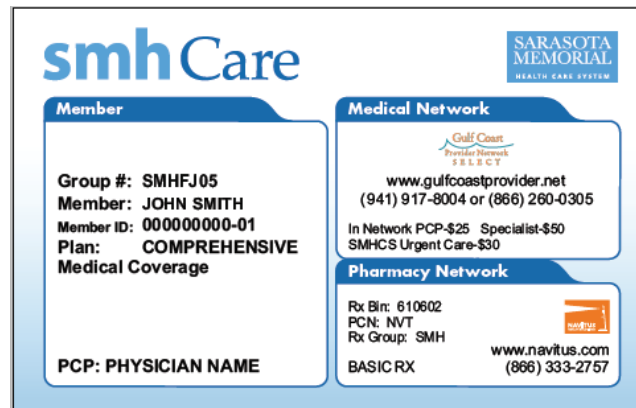 smh Care
SARASOTA
MEMORIAL
HEALTH CARE SYSTEM
Member
Group #: SMHFJ05
Member: JOHN SMITH
Member ID: 000000000-01
Plan: COMPREHENSIVE
Medical Coverage
PCP: PHYSICIAN NAME
Medical Network
Gulf Coast
Provider Network
SELECT
www.gulfcoastprovider.net
(941) 917-8004 or (866) 260-0305
In Network PCP-$25 Specialist-$50
SMHCS Urgent Care-$30
Pharmacy Network
Rx Bin: 610602
PCN: NVT
Rx Group: SMH
BASIC RX
NAVITUS
www.navitus.com
(866) 333-2757